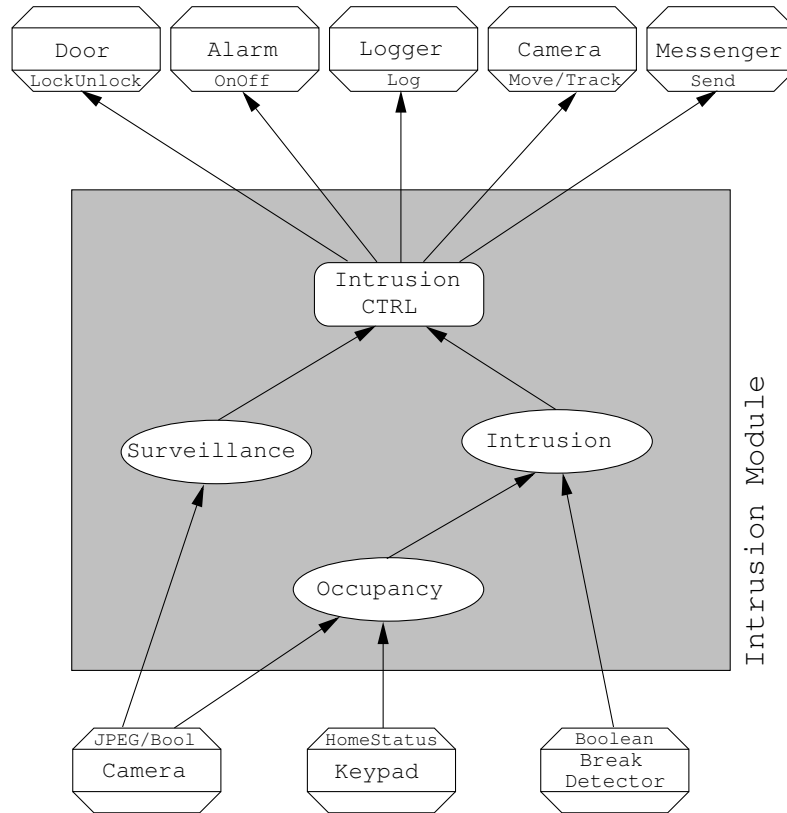 Door
Alarm
Logger
Camera
Messenger
LockUnlock
OnOff
Log
Move/Track
Send
Intrusion
CTRL
Surveillance
Intrusion
Occupancy
Intrusion Module
JPEG/Bool
Camera
HomeStatus
Keypad
Boolean
Break
Detector